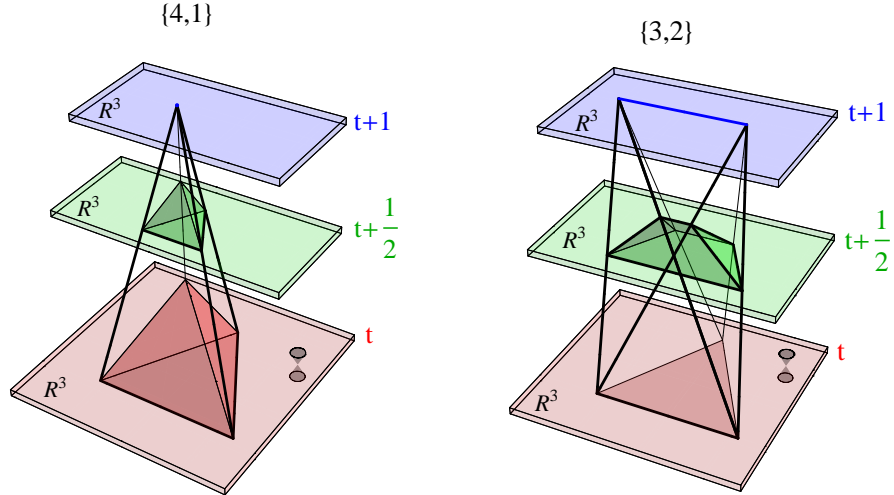 {4,1}
R³
t+1
R³
t+1/2
R³
t
{3,2}
R³
t+1
R³
t+1/2
R³
t